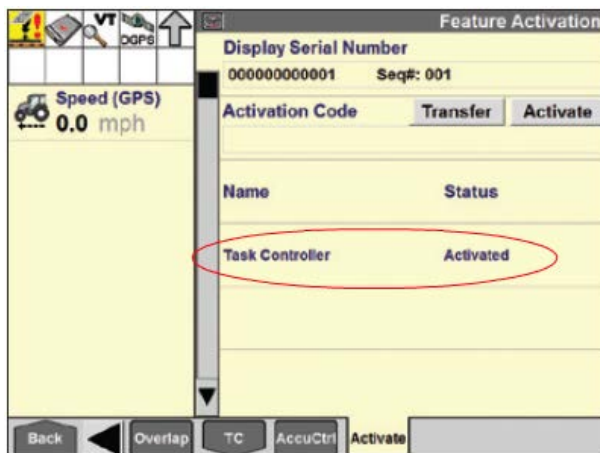 VT
DGPS
Feature Activation
Display Serial Number
000000000001 Seq#: 001
Speed (GPS)
0.0 mph
Activation Code Transfer Activate
Name Status
Task Controller Activated
Back Overlap TC AccuCtrl Activate